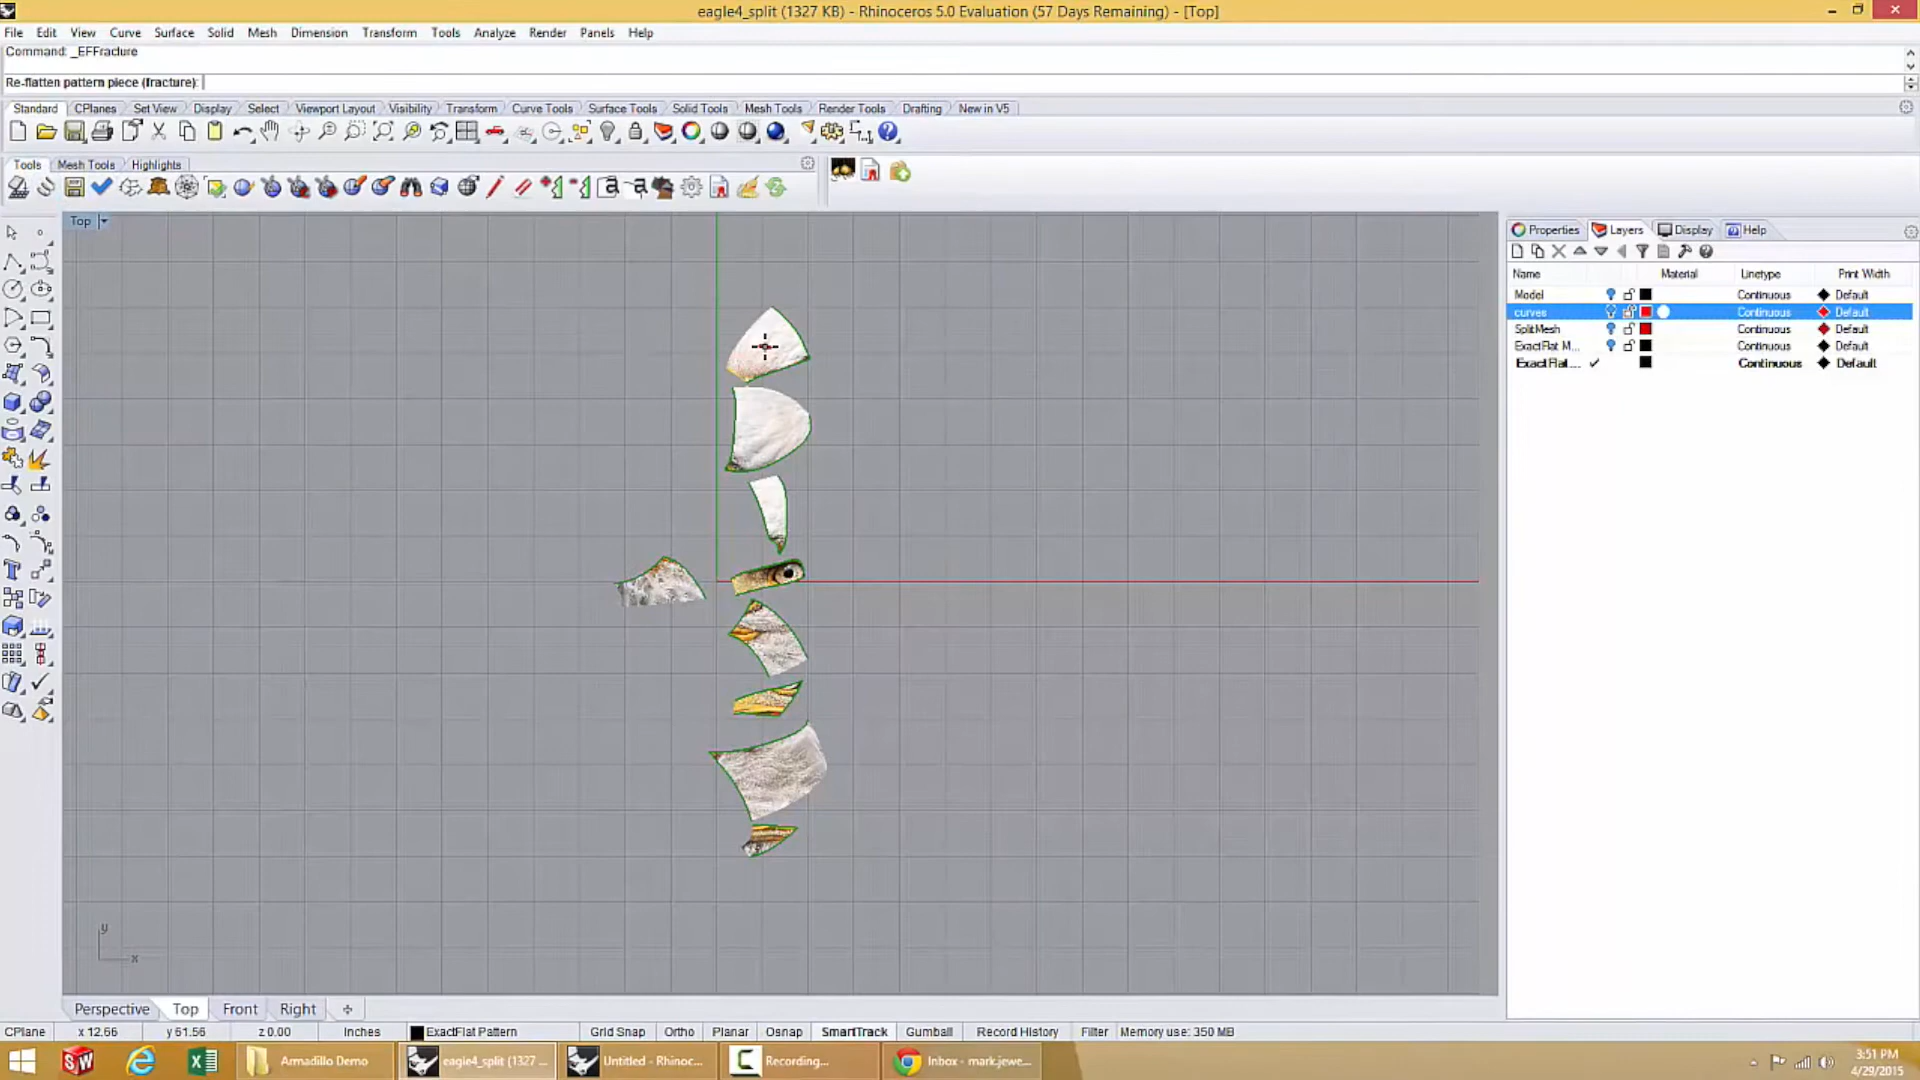 eagle4_split (1327 KB) - Rhinoceros 5.0 Evaluation (57 Days Remaining) - [Top]
File Edit View Curve Surface Solid Mesh Dimension Transform Tools Analyze Render Panels Help
Command: _EFFracture
Re-flatten pattern piece (fracture):
Standard CPlanes Set View Display Select Viewport Layout Visibility Transform Curve Tools Surface Tools Solid Tools Mesh Tools Render Tools Drafting New in V5
Tools Mesh Tools Highlights
Top
Properties Layers Display Help
Name Material Linetype Print Width
Model Continuous Default
curves Continuous Default
SplitMesh Continuous Default
ExactFlat M... Continuous Default
ExactFlat ... Continuous Default
y
x
Perspective Top Front Right
CPlane x 12.66 y 61.56 z 0.00 Inches ExactFlat Pattern Grid Snap Ortho Planar Osnap SmartTrack Gumball Record History Filter Memory use: 350 MB
SW Armadillo Demo eagle4_split (1327 ... Untitled - Rhinoc... C Recording... Inbox - mark.jewe...
3:51 PM
4/29/2015